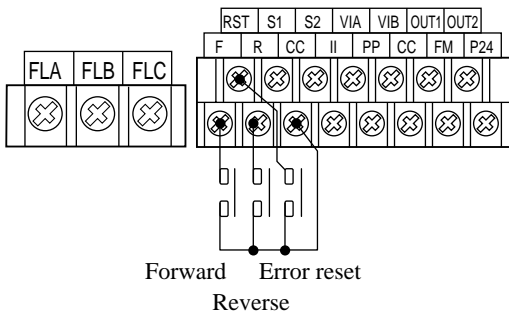 RST S1 S2 VIA VIB OUT1 OUT2
F R CC II PP CC FM P24
FLA FLB FLC
Forward Error reset
Reverse